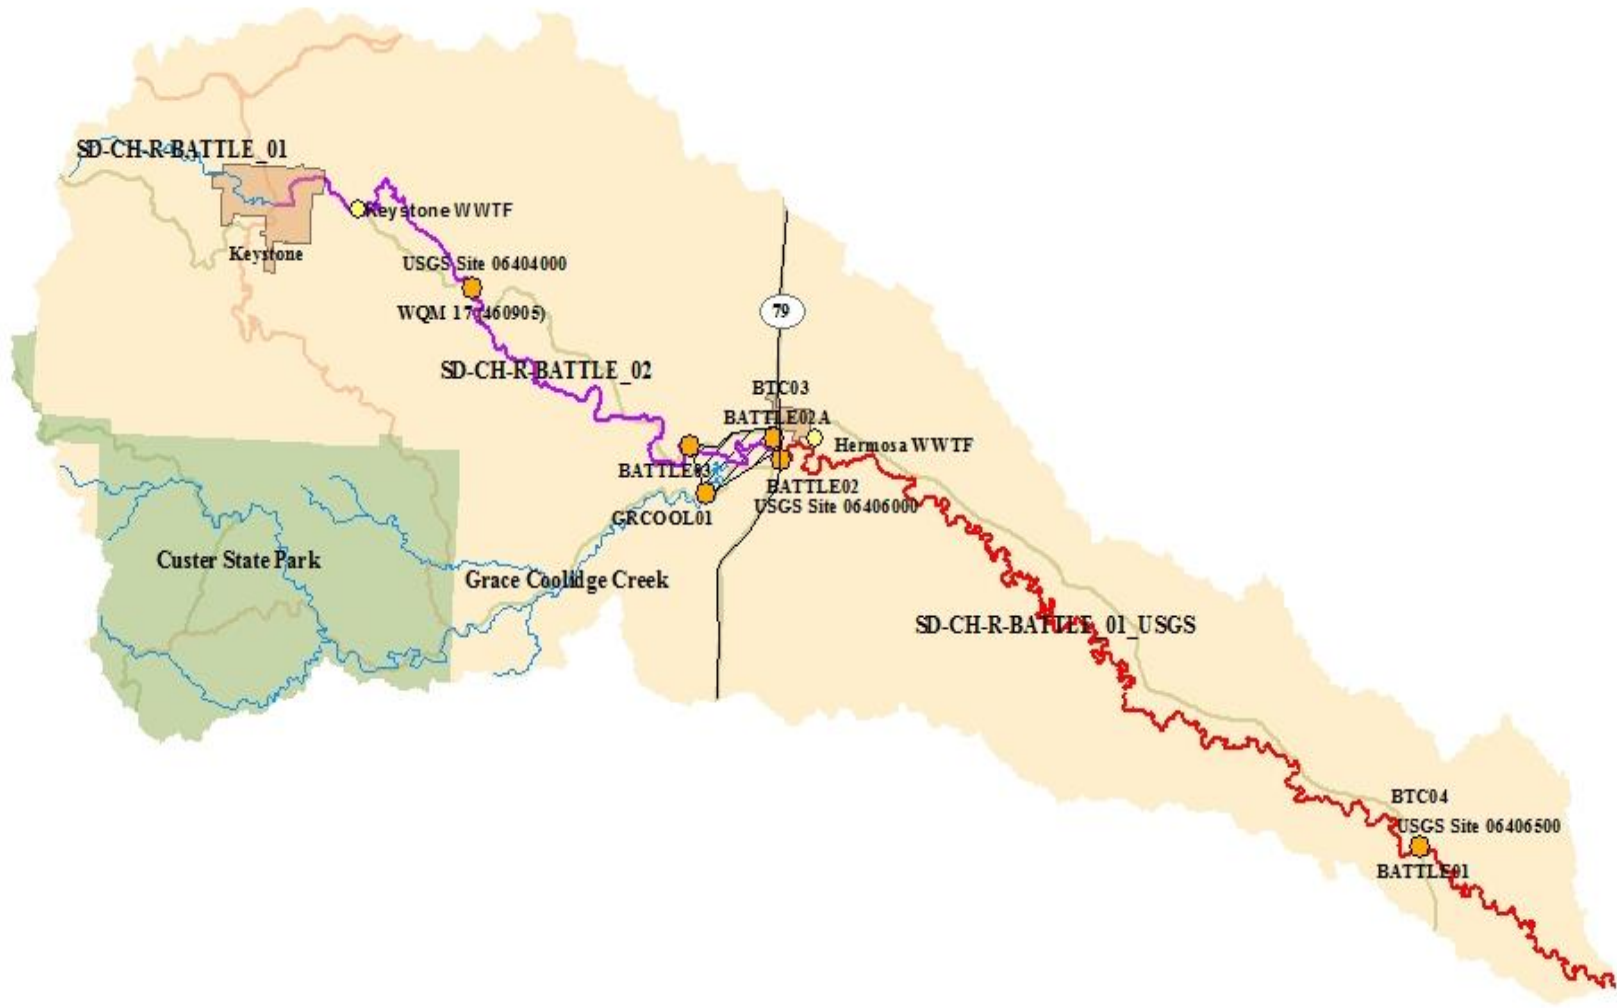 SD-CH-R-BATTLE_01
Keystone WWTF
Keystone
USGS Site 06404000
WQM 17 (460905)
79
SD-CH-R-BATTLE_02
BTC03
BATTLE02A
Hermosa WWTF
BATTLE03
BATTLE02
USGS Site 06406000
GRCOOL01
Custer State Park
Grace Coolidge Creek
SD-CH-R-BATTLE_01_USGS
BTC04
USGS Site 06406500
BATTLE01